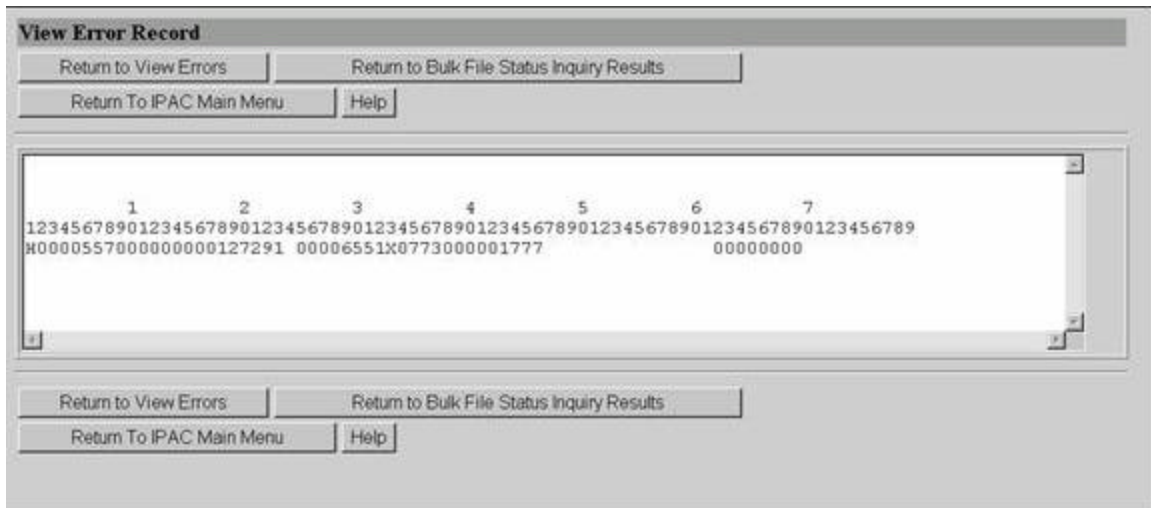 View Error Record
Return to View Errors Return to Bulk File Status Inquiry Results
Return To IPAC Main Menu Help
1 2 3 4 5 6 7
1234567890123456789012345678901234567890123456789012345678901234567890123456789
H0000557000000000127291 00006551X0773000001777 00000000
Return to View Errors Return to Bulk File Status Inquiry Results
Return To IPAC Main Menu Help